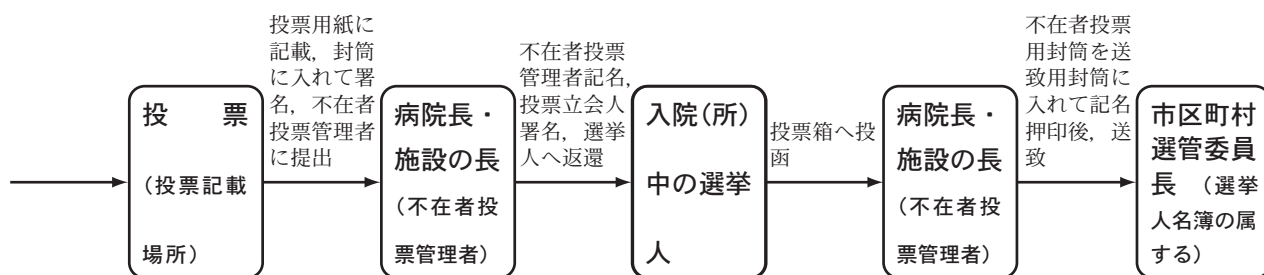 投票
(投票記載
場所)
投票用紙に
記載，封筒
に入れて署
名，不在者
投票管理者
に提出
病院長・
施設の長
(不在者投
票管理者)
不在者投票
管理者記名，
投票立会人
署名，選挙
人へ返還
入院(所)
中の選挙
人
投票箱へ投
函
病院長・
施設の長
(不在者投
票管理者)
不在者投票
用封筒を送
致用封筒に
入れて記名
押印後，送
致
市区町村
選管委員
長（選挙
人名簿の属
する)